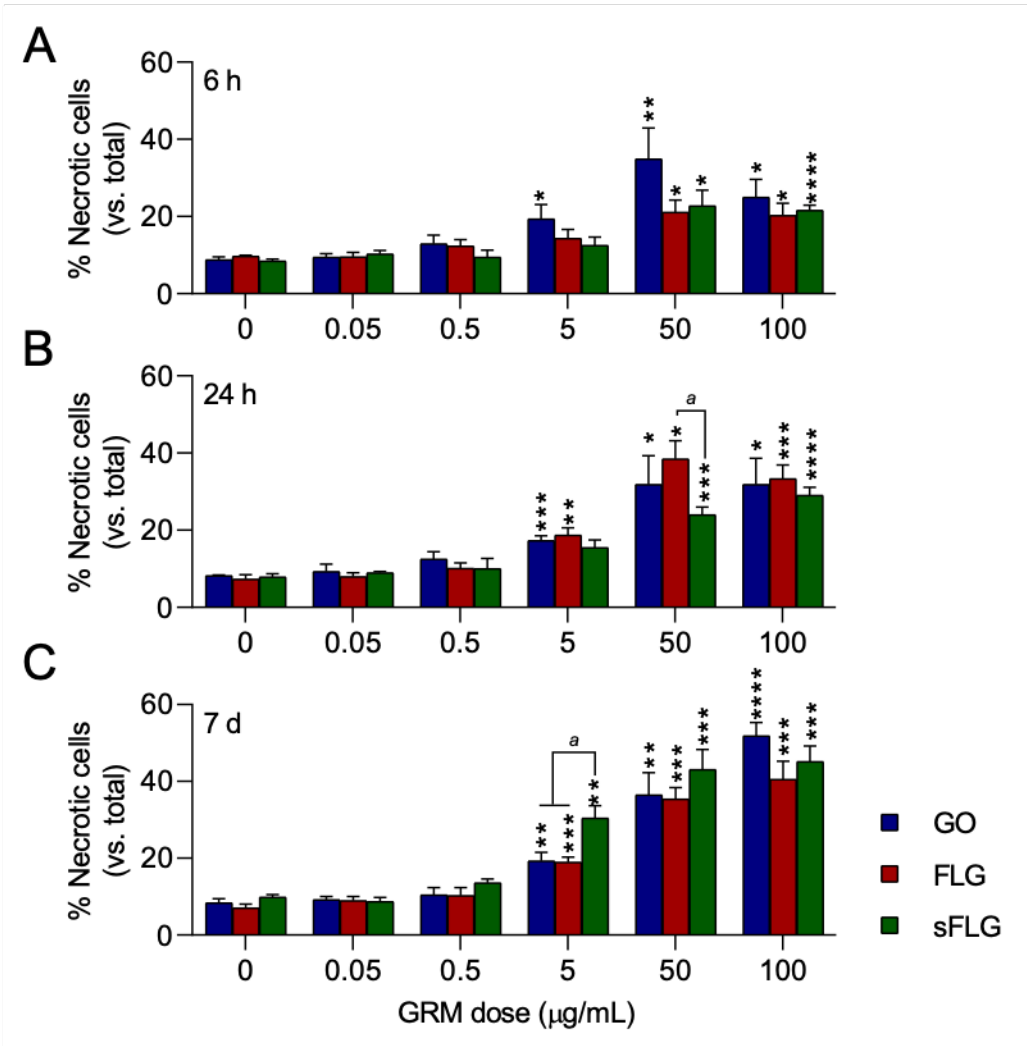 A
% Necrotic cells
(vs. total)
60
40
20
0
6 h
* ** * * * * ****
0 0.05 0.5 5 50 100
B
% Necrotic cells
(vs. total)
60
40
20
0
24 h
a
*** ** * * *** * *** ****
0 0.05 0.5 5 50 100
C
% Necrotic cells
(vs. total)
60
40
20
0
7 d
a
** *** ** ** *** *** **** *** ***
0 0.05 0.5 5 50 100
GRM dose (μg/mL)
GO
FLG
sFLG